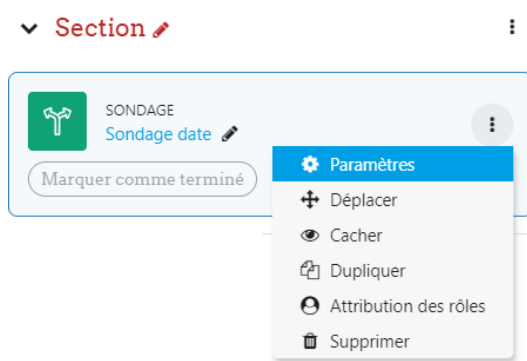 Section
SONDAGE
Sondage date
Marquer comme terminé
Paramètres
Déplacer
Cacher
Dupliquer
Attribution des rôles
Supprimer